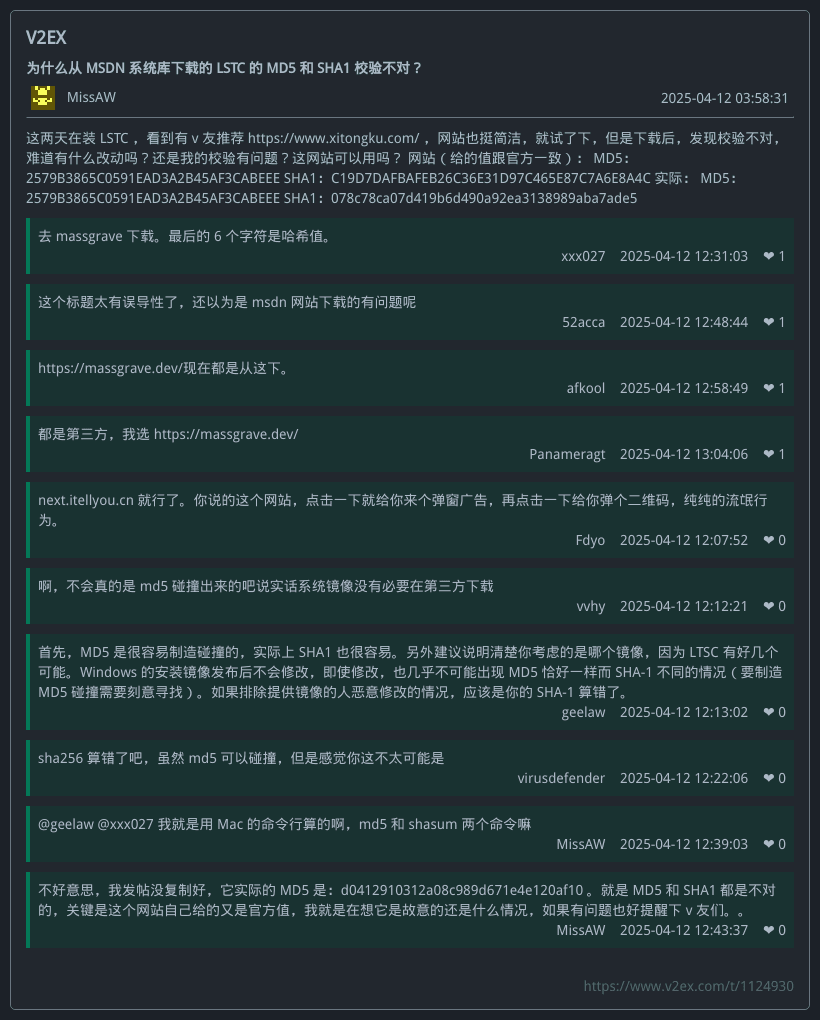 V2EX
为什么从 MSDN 系统库下载的 LSTC 的 MD5 和 SHA1 校验不对？
MissAW
2025-04-12 03:58:31
这两天在装 LSTC ，看到有 v 友推荐 https://www.xitongku.com/ ，网站也挺简洁，就试了下，但是下载后，发现校验不对，
难道有什么改动吗？还是我的校验有问题？这网站可以用吗？ 网站（给的值跟官方一致）： MD5：
2579B3865C0591EAD3A2B45AF3CABEEE SHA1：C19D7DAFBAFEB26C36E31D97C465E87C7A6E8A4C 实际： MD5：
2579B3865C0591EAD3A2B45AF3CABEEE SHA1：078c78ca07d419b6d490a92ea3138989aba7ade5
去 massgrave 下载。最后的 6 个字符是哈希值。
xxx027 2025-04-12 12:31:03 ❤ 1
这个标题太有误导性了，还以为是 msdn 网站下载的有问题呢
52acca 2025-04-12 12:48:44 ❤ 1
https://massgrave.dev/现在都是从这下。
afkool 2025-04-12 12:58:49 ❤ 1
都是第三方，我选 https://massgrave.dev/
Panameragt 2025-04-12 13:04:06 ❤ 1
next.itellyou.cn 就行了。你说的这个网站，点击一下就给你来个弹窗广告，再点击一下给你弹个二维码，纯纯的流氓行
为。
Fdyo 2025-04-12 12:07:52 ❤ 0
啊，不会真的是 md5 碰撞出来的吧说实话系统镜像没有必要在第三方下载
vvhy 2025-04-12 12:12:21 ❤ 0
首先，MD5 是很容易制造碰撞的，实际上 SHA1 也很容易。另外建议说明清楚你考虑的是哪个镜像，因为 LTSC 有好几个
可能。Windows 的安装镜像发布后不会修改，即使修改，也几乎不可能出现 MD5 恰好一样而 SHA-1 不同的情况（要制造
MD5 碰撞需要刻意寻找）。如果排除提供镜像的人恶意修改的情况，应该是你的 SHA-1 算错了。
geelaw 2025-04-12 12:13:02 ❤ 0
sha256 算错了吧，虽然 md5 可以碰撞，但是感觉你这不太可能是
virusdefender 2025-04-12 12:22:06 ❤ 0
@geelaw @xxx027 我就是用 Mac 的命令行算的啊，md5 和 shasum 两个命令嘛
MissAW 2025-04-12 12:39:03 ❤ 0
不好意思，我发帖没复制好，它实际的 MD5 是：d0412910312a08c989d671e4e120af10 。就是 MD5 和 SHA1 都是不对
的，关键是这个网站自己给的又是官方值，我就是在想它是故意的还是什么情况，如果有问题也好提醒下 v 友们。。
MissAW 2025-04-12 12:43:37 ❤ 0
https://www.v2ex.com/t/1124930